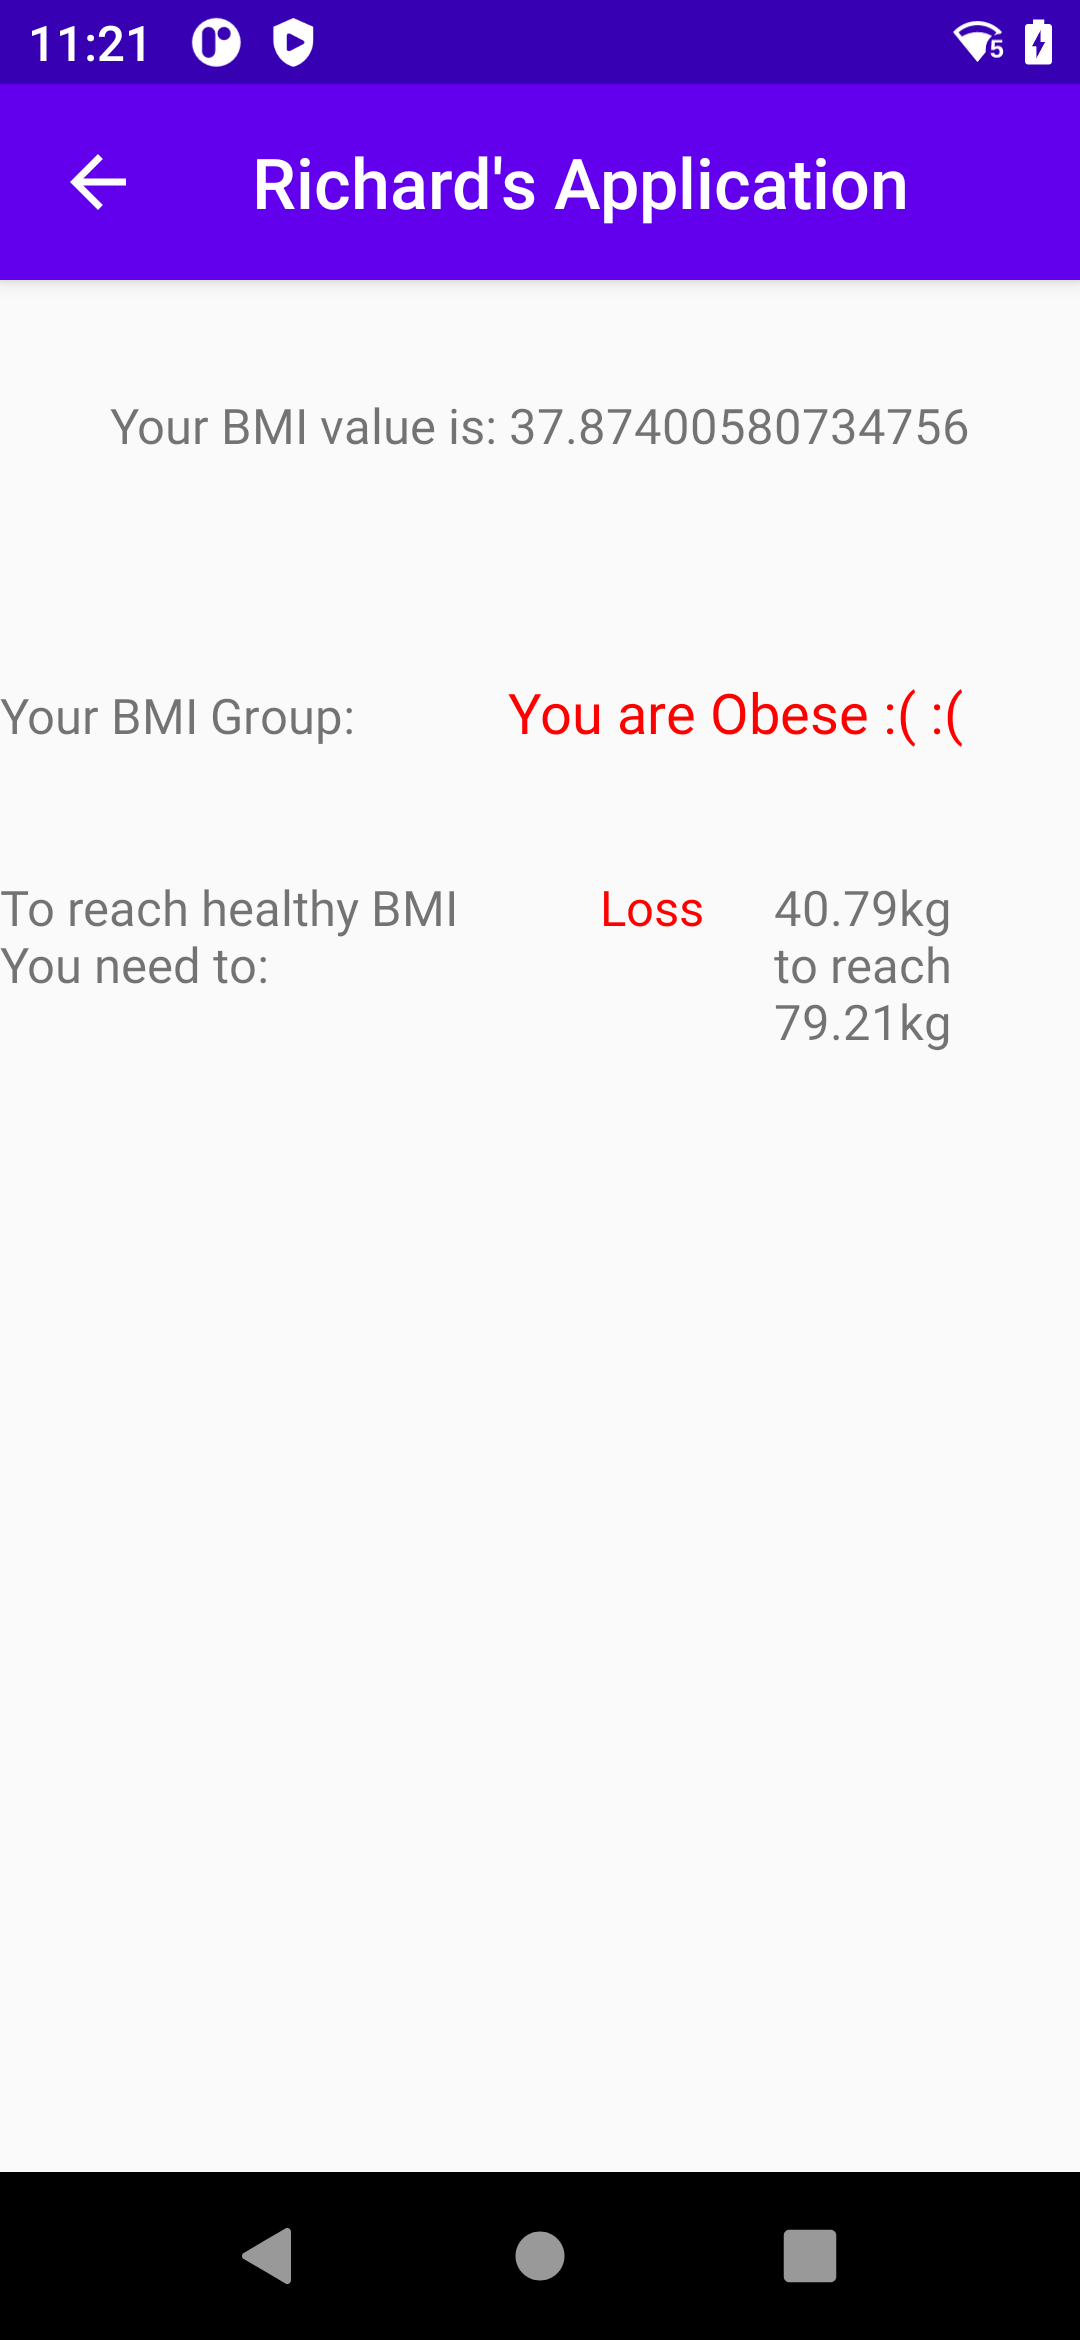 11:21
5
Richard's Application
Your BMI value is: 37.87400580734756
Your BMI Group:
You are Obese :( :(
To reach healthy BMI
You need to:
Loss
40.79kg
to reach
79.21kg